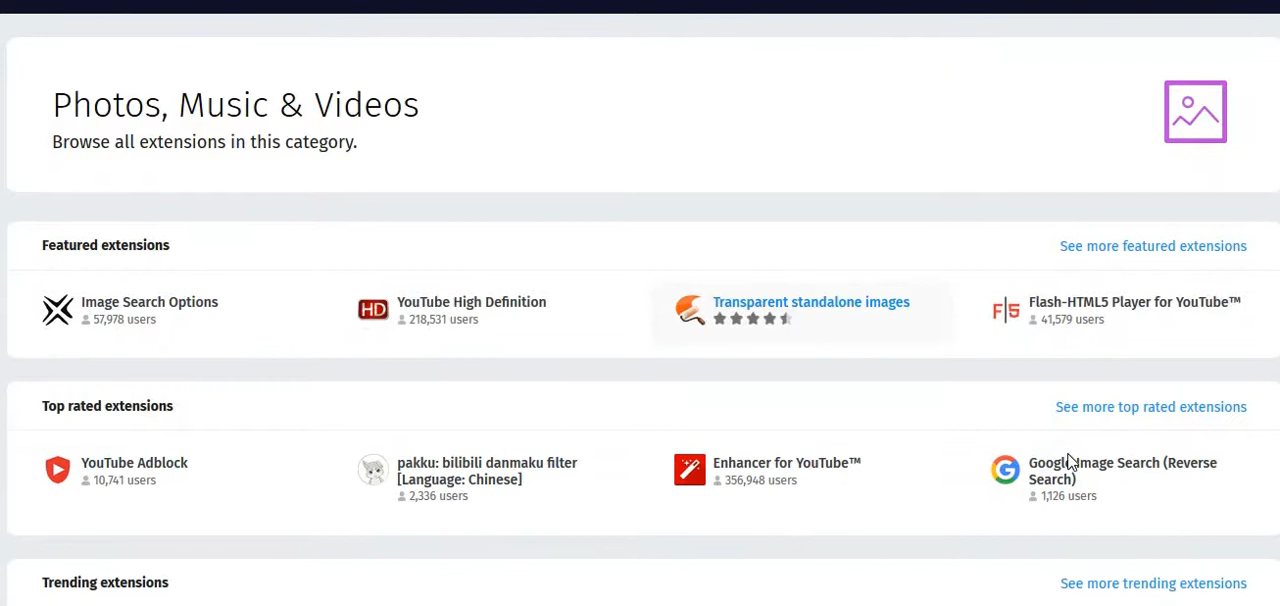 Photos, Music & Videos
Browse all extensions in this category.
Featured extensions
See more featured extensions
Image Search Options
57,978 users
HD
YouTube High Definition
218,531 users
Transparent standalone images
F|5
Flash-HTML5 Player for YouTube™
41,579 users
Top rated extensions
See more top rated extensions
YouTube Adblock
10,741 users
pakku: bilibili danmaku filter
[Language: Chinese]
2,336 users
Enhancer for YouTube™
356,948 users
G
Google Image Search (Reverse
Search)
1,126 users
Trending extensions
See more trending extensions